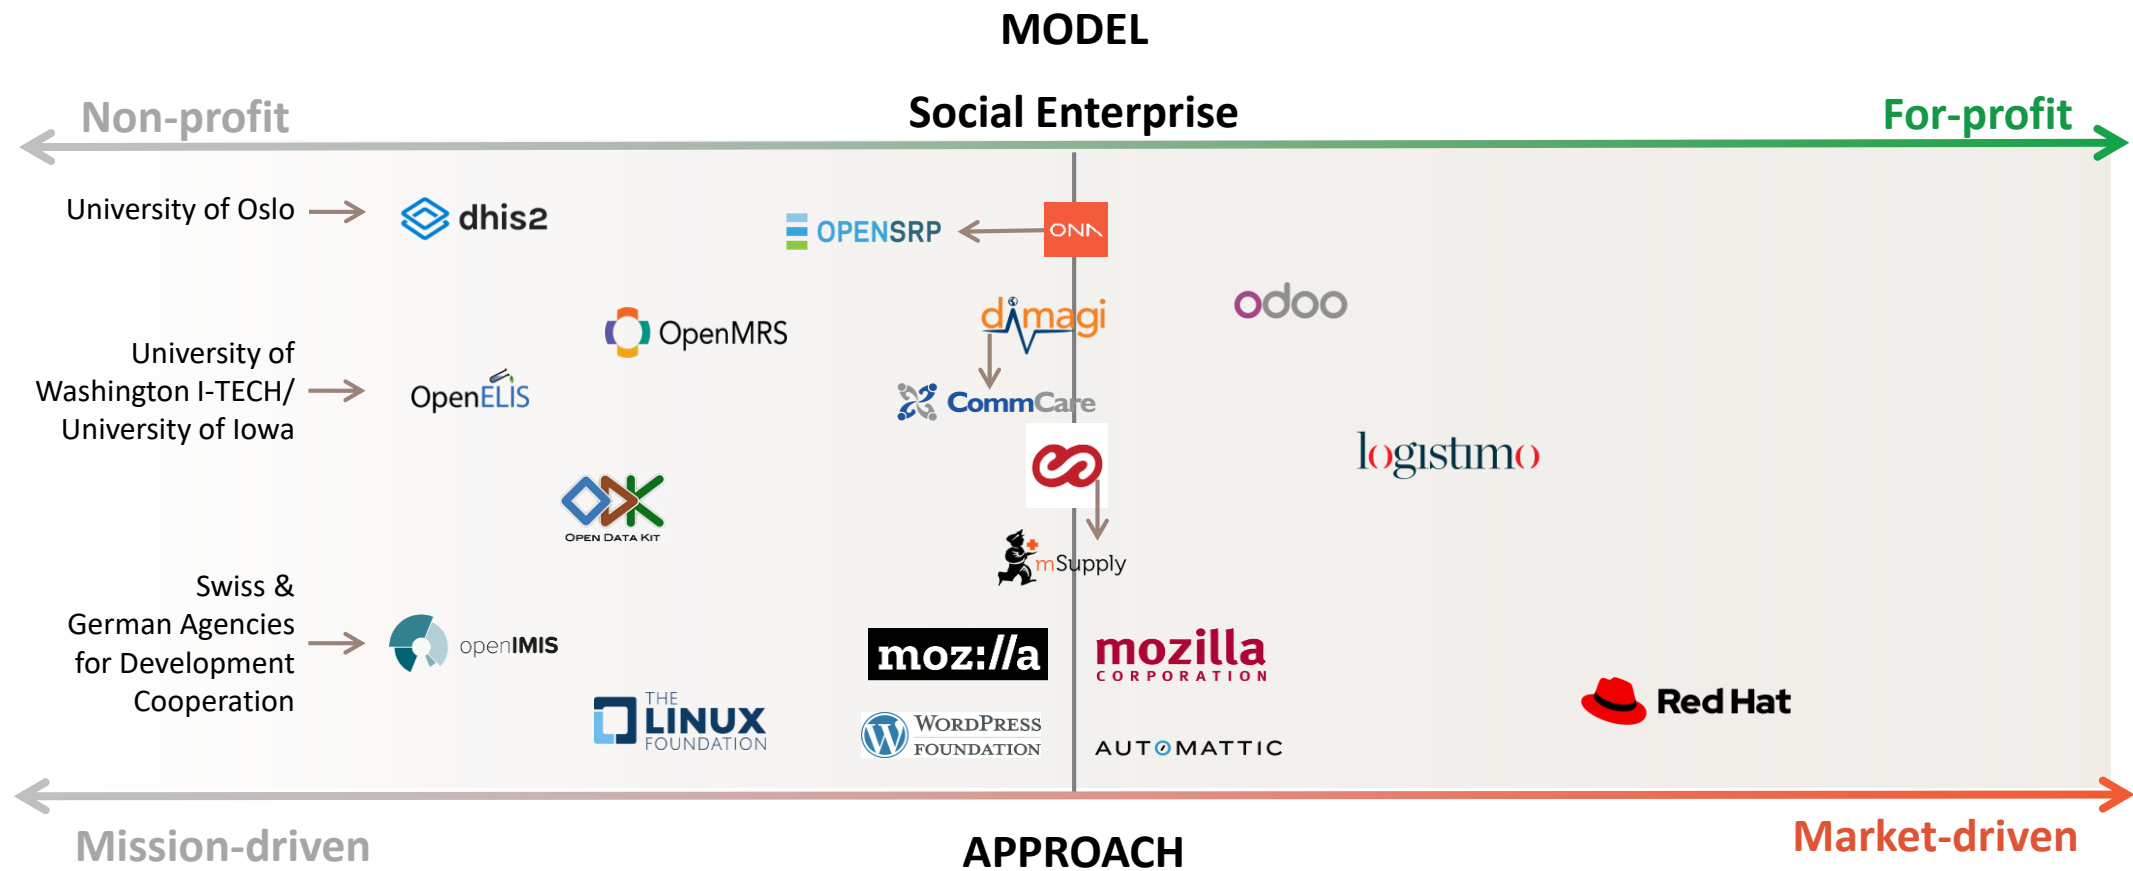 MODEL
Non-profit
Social Enterprise
For-profit
University of Oslo
dhis2
OPENSRP
ONA
odoo
dimagi
OpenMRS
University of
Washington I-TECH/
University of Iowa
OpenELIS
CommCare
logistimo
ODK
OPEN DATA KIT
mSupply
Swiss &
German Agencies
for Development
Cooperation
openIMIS
moz://a
mozilla
CORPORATION
THE
LINUX
FOUNDATION
WORDPRESS
FOUNDATION
AUTOMATTIC
Red Hat
Mission-driven
APPROACH
Market-driven